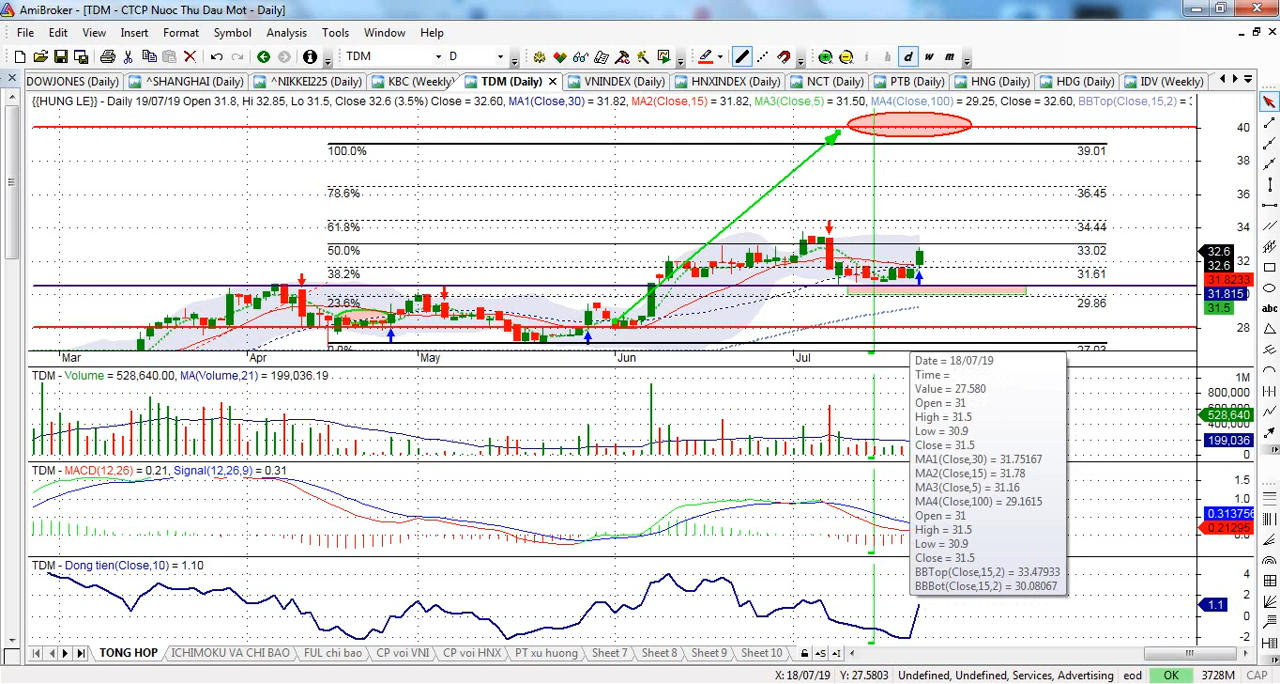 AmiBroker - [TDM - CTCP Nuoc Thu Dau Mot - Daily]
File Edit View Insert Format Symbol Analysis Tools Window Help
TDM D i h d w m
DOWJONES (Daily) ^SHANGHAI (Daily) ^NIKKEI225 (Daily) KBC (Weekly) TDM (Daily) VNINDEX (Daily) HNXINDEX (Daily) NCT (Daily) PTB (Daily) HNG (Daily) HDG (Daily) IDV (Weekly)
{{HUNG LE}} - Daily 19/07/19 Open 31.8, Hi 32.85, Lo 31.5, Close 32.6 (3.5%) Close = 32.60, MA1(Close,30) = 31.82, MA2(Close,15) = 31.82, MA3(Close,5) = 31.50, MA4(Close,100) = 29.25, Close = 32.60, BBTop(Close,15,2) =
40
100.0% 39.01
38
78.6% 36.45
36
34
61.8% 34.44
50.0% 33.02
32.6
32
32.6
38.2% 31.61
31.8233
31.815
23.6% 29.86
31.5
28
0.0% 27.03
Mar Apr May Jun Jul
abc
Date = 18/07/19
Time =
Value = 27.580
Open = 31
High = 31.5
Low = 30.9
Close = 31.5
MA1(Close,30) = 31.75167
MA2(Close,15) = 31.78
MA3(Close,5) = 31.16
MA4(Close,100) = 29.1615
Open = 31
High = 31.5
Low = 30.9
Close = 31.5
BBTop(Close,15,2) = 33.47933
BBBot(Close,15,2) = 30.08067
TDM - Volume = 528,640.00, MA(Volume,21) = 199,036.19
1M
800,000
528,640
400,000
199,036
TDM - MACD(12,26) = 0.21, Signal(12,26,9) = 0.31
1.5
1.0
0.313756
0.21295
TDM - Dong tien(Close,10) = 1.10
4
2
1.1
0
-2
TONG HOP CHIMOKU VA CHI BAO FUL chi bao CP voi VNI CP voi HNX PT xu huong Sheet 7 Sheet 8 Sheet 9 Sheet 10
X: 18/07/19 Y: 27.5803 Undefined, Undefined, Services, Advertising eod OK 3728M CAP